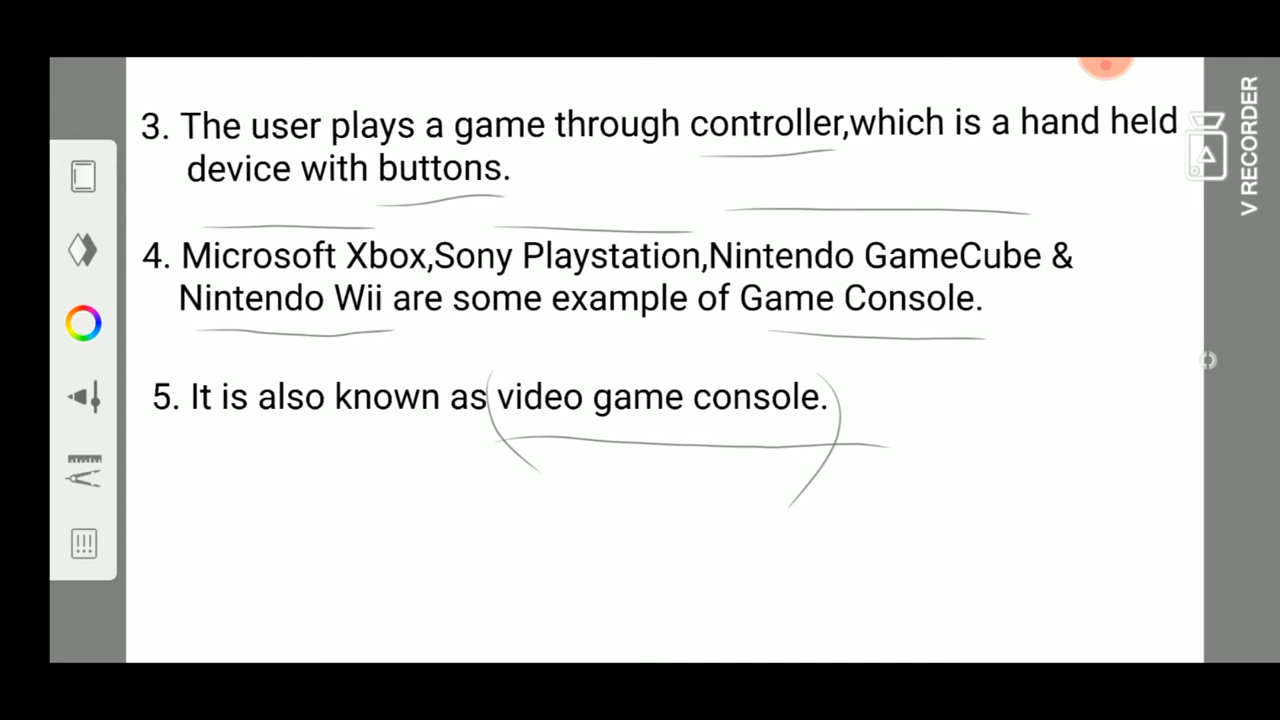 3. The user plays a game through controller,which is a hand held
device with buttons.
4. Microsoft Xbox,Sony Playstation,Nintendo GameCube &
Nintendo Wii are some example of Game Console.
5. It is also known as video game console.
V RECORDER